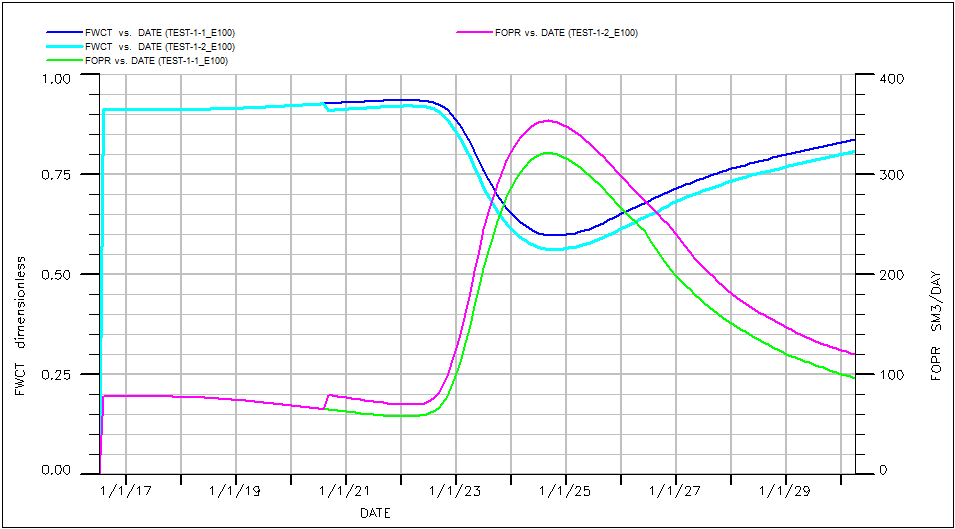 FWCT vs. DATE (TEST-1-1_E100) FOPR vs. DATE (TEST-1-2_E100)
FWCT vs. DATE (TEST-1-2_E100)
FOPR vs. DATE (TEST-1-1_E100)
1.00 400
0.75 300
0.50 200
0.25 100
0.00 0
FWCT dimensionless
FOPR SM3/DAY
1/1/17 1/1/19 1/1/21 1/1/23 1/1/25 1/1/27 1/1/29
DATE